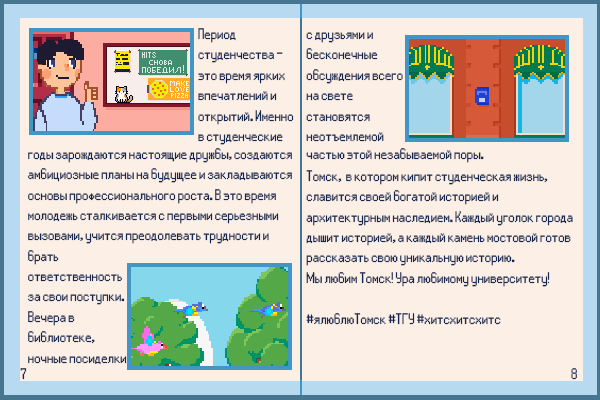 HITS
СНОВА
ПОБЕДИЛ!
MAKE
LOVE
PIZZA
Период
студенчества –
это время ярких
впечатлений и
открытий. Именно
в студенческие
годы зарождаются настоящие дружбы, создаются
амбициозные планы на будущее и закладываются
основы профессионального роста. В это время
молодежь сталкивается с первыми серьезными
вызовами, учится преодолевать трудности и
брать
ответственность
за свои поступки.
Вечера в
библиотеке,
ночные посиделки
7
с друзьями и
бесконечные
обсуждения всего
на свете
становятся
неотъемлемой
частью этой незабываемой поры.
Томск, в котором кипит студенческая жизнь,
славится своей богатой историей и
архитектурным наследием. Каждый уголок города
дышит историей, а каждый камень мостовой готов
рассказать свою уникальную историю.
Мы любим Томск! Ура любимому университету!
#ялюблюТомск #ТГУ #хитсхитсхитс
8